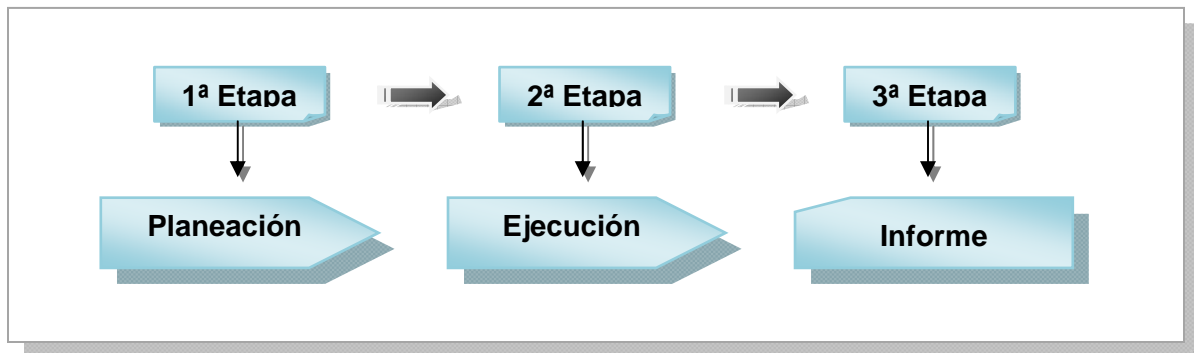 1ª Etapa
2ª Etapa
3ª Etapa
Planeación
Ejecución
Informe